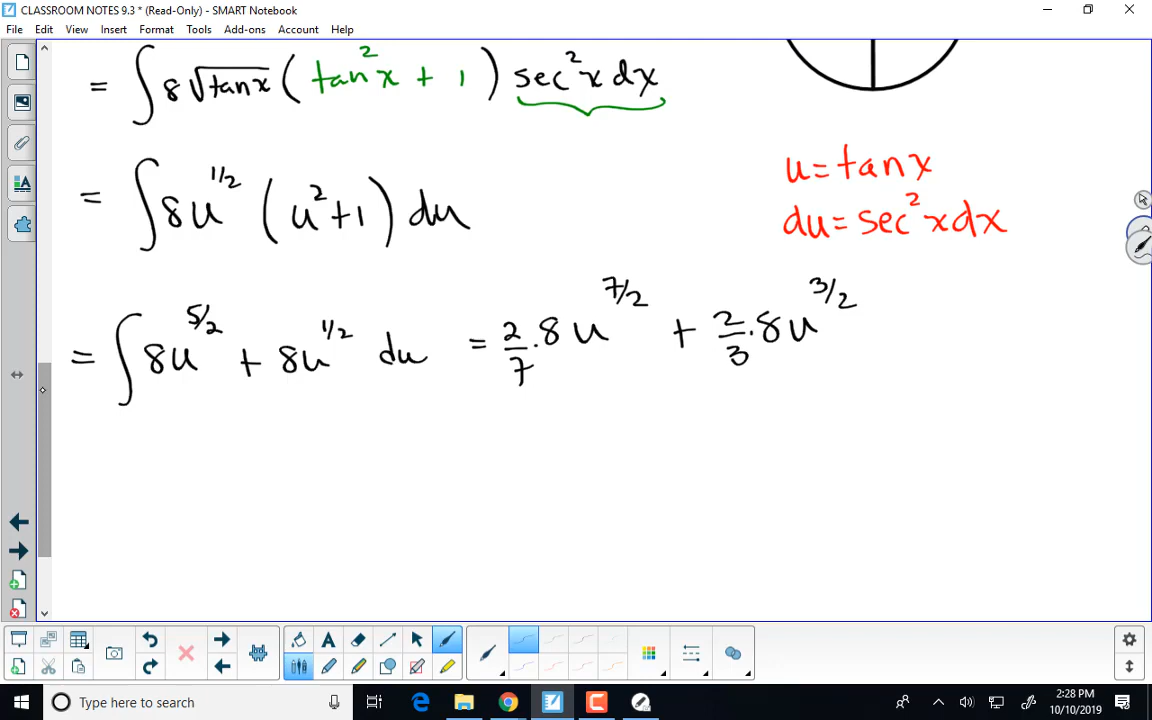 CLASSROOM NOTES 9.3 * (Read-Only) - SMART Notebook
File Edit View Insert Format Tools Add-ons Account Help
= ∫ 8√tanx ( tan²x + 1 ) sec²x dx
u = tanx
= ∫ 8u^1/2 ( u² + 1 ) du
du = sec²x dx
= ∫ 8u^5/2 + 8u^1/2 du = 2/7 · 8u^7/2 + 2/3 · 8u^3/2
A
A
Type here to search
2:28 PM
10/10/2019